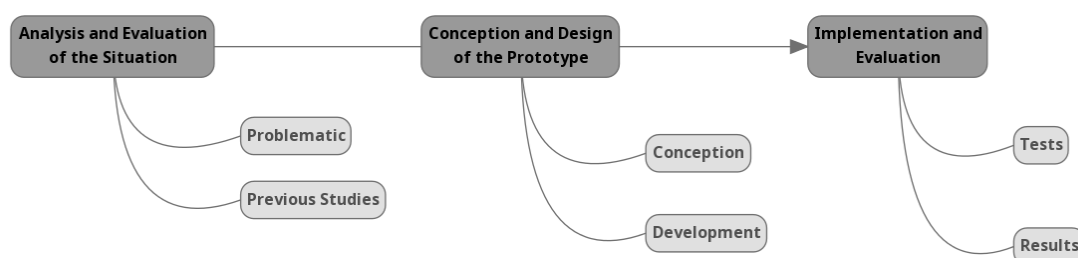 Analysis and Evaluation
of the Situation
Problematic
Previous Studies
Conception and Design
of the Prototype
Conception
Development
Implementation and
Evaluation
Tests
Results